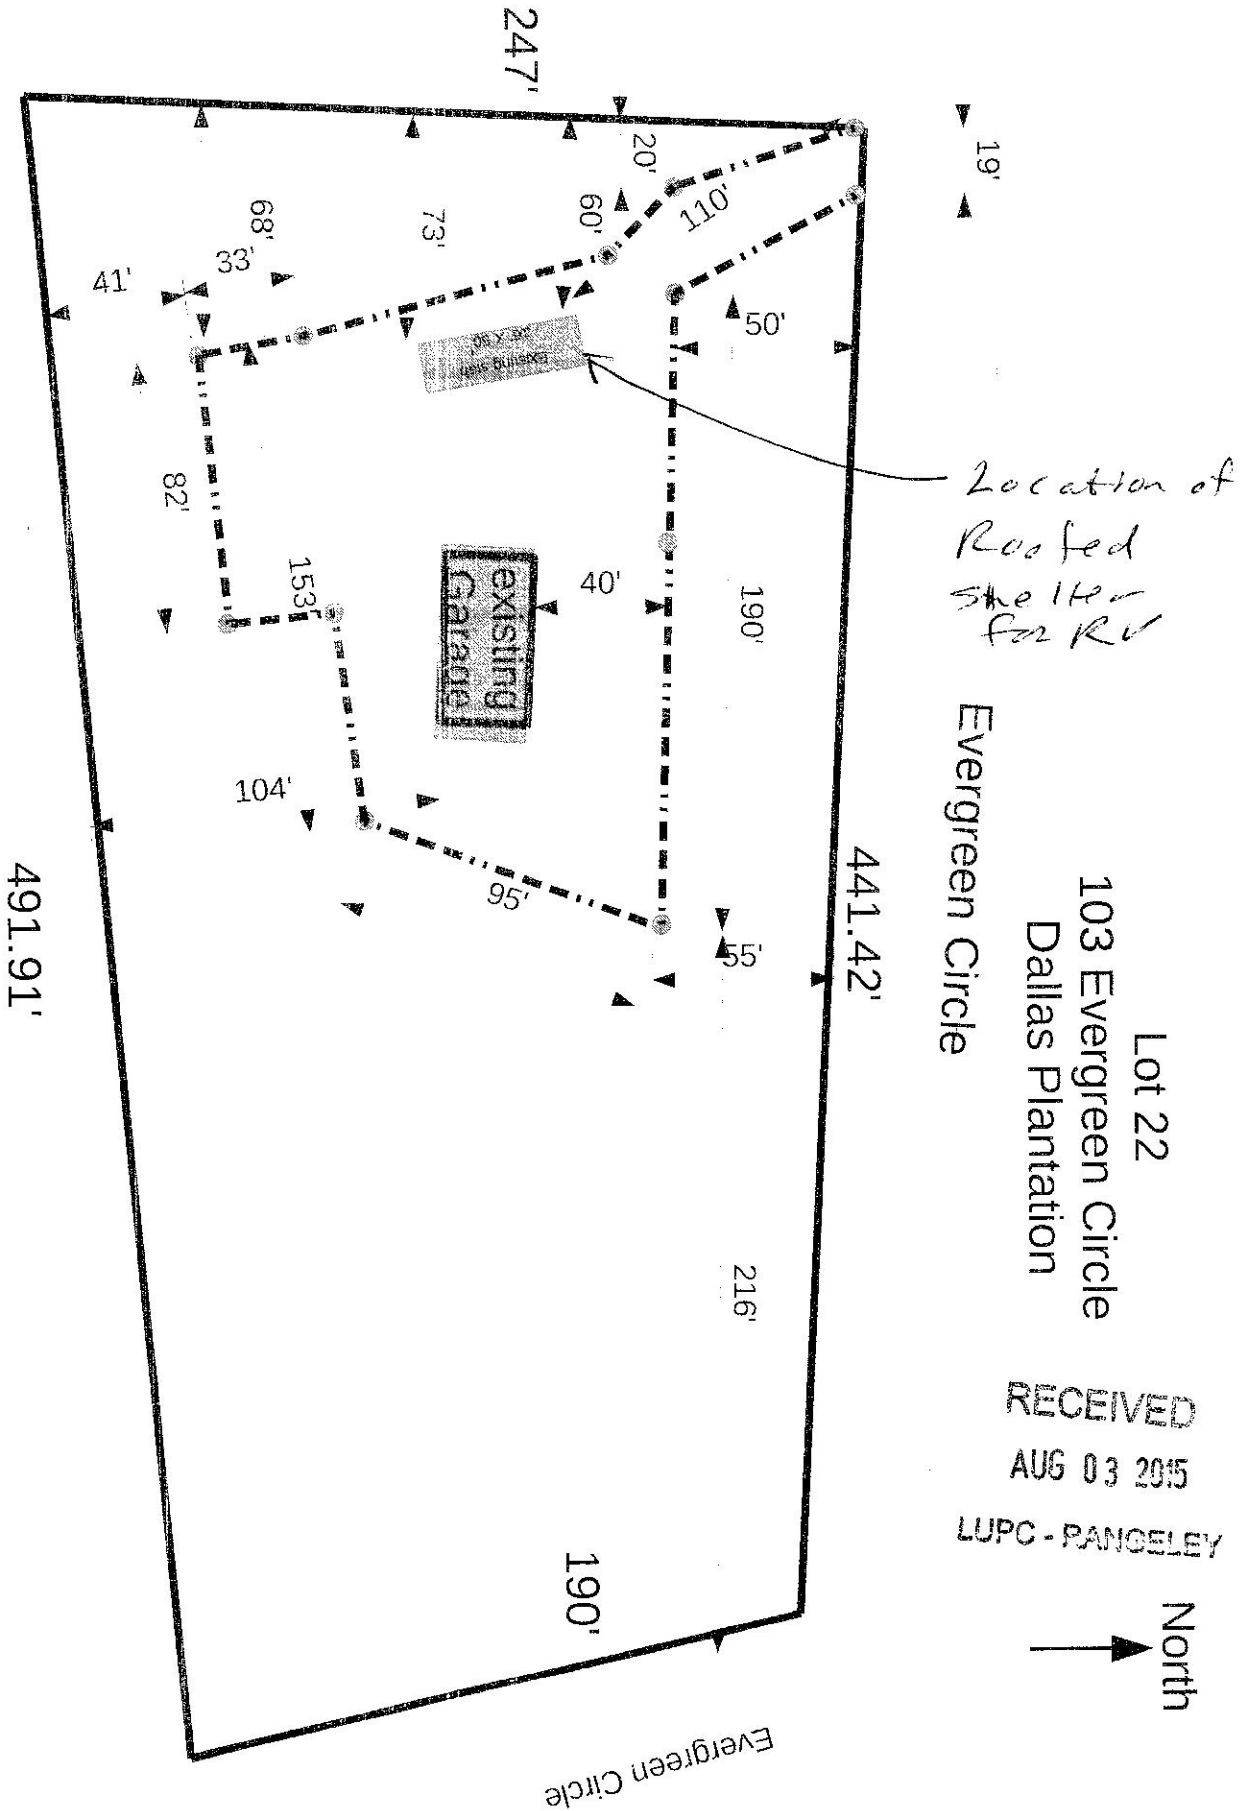 Lot 22
103 Evergreen Circle
Dallas Plantation
Evergreen Circle
RECEIVED
AUG 03 2015
LUPC - RANGELEY
North
Location of
Roofed
shelter
for RV
247'
19'
20'
110'
60'
73'
68'
33'
41'
50'
Existing slab
82'
153'
existing
Garage
40'
190'
104'
95'
55'
441.42'
491.91'
216'
190'
Evergreen Circle